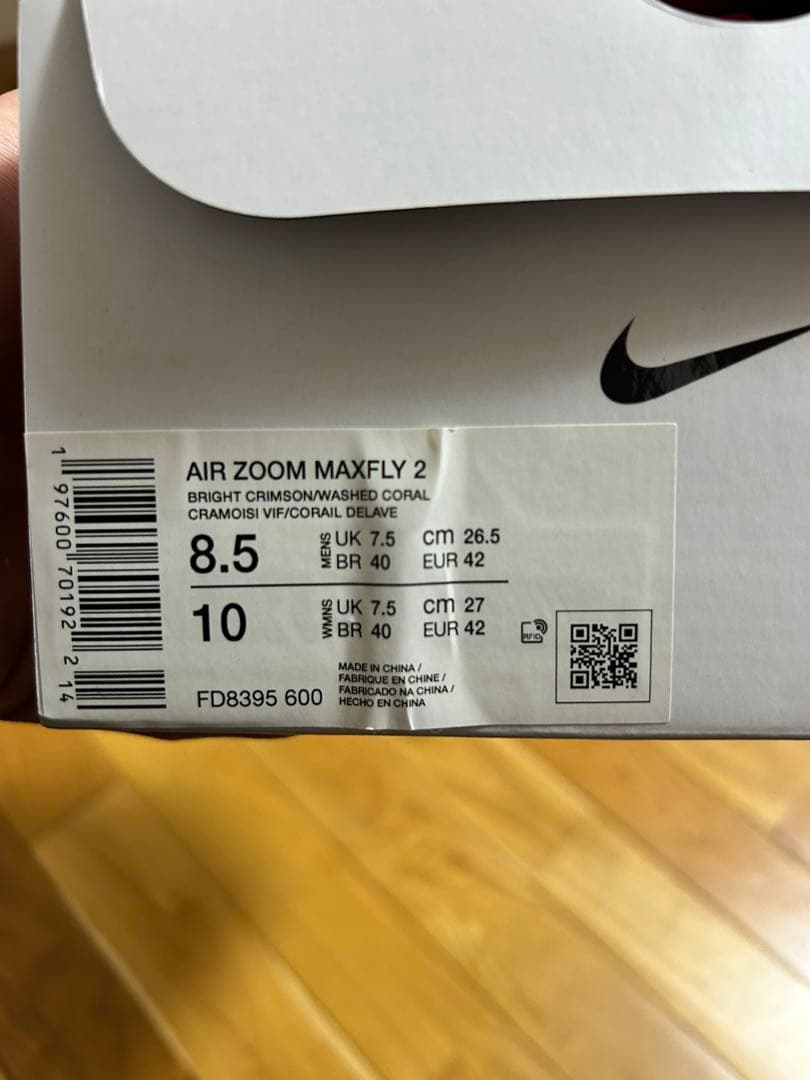 AIR ZOOM MAXFLY 2
BRIGHT CRIMSON/WASHED CORAL
CRAMOISI VIF/CORAIL DELAVE
8.5 MENS UK 7.5 cm 26.5
BR 40 EUR 42
10 WMNS UK 7.5 cm 27
BR 40 EUR 42
RFID
MADE IN CHINA /
FABRIQUE EN CHINE /
FABRICADO NA CHINA /
HECHO EN CHINA
FD8395 600
1 97600 70192 2 14